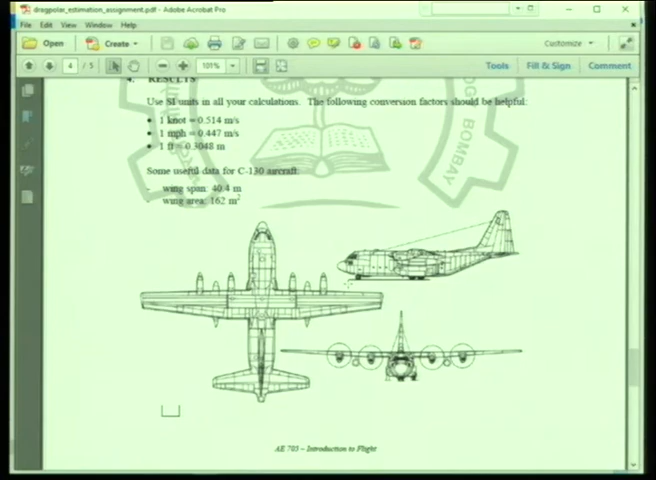 dragpolar_estimation_assignment.pdf - Adobe Acrobat Pro
File Edit View Window Help
Open Create Customize
4 / 5 101% Tools Fill & Sign Comment
4. RESULTS
Use SI units in all your calculations. The following conversion factors should be helpful:
• 1 knot = 0.514 m/s
• 1 mph = 0.447 m/s
• 1 ft = 0.3048 m
Some useful data for C-130 aircraft:
- wing span: 40.4 m
- wing area: 162 m²
BOMBAY
AE 705 – Introduction to Flight